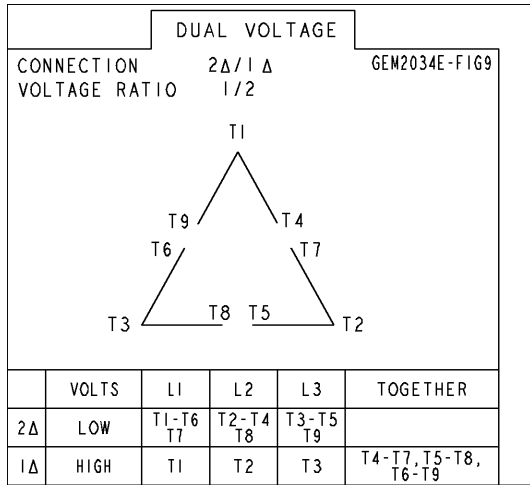 DUAL VOLTAGE
CONNECTION 2Δ/1Δ GEM2034E-FIG9
VOLTAGE RATIO 1/2
T1
T9 T4
T6 T7
T8 T5
T3 T2
VOLTS L1 L2 L3 TOGETHER
2Δ LOW T1-T6 T7 T2-T4 T8 T3-T5 T9
1Δ HIGH T1 T2 T3 T4-T7,T5-T8, T6-T9